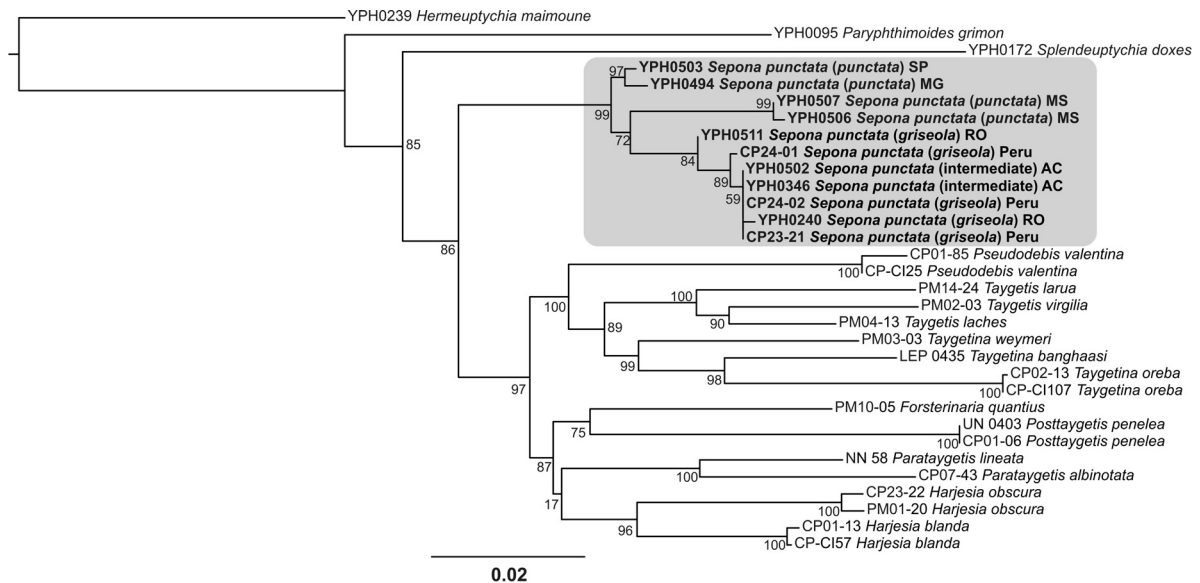 YPH0239 Hermeuptychia maimoune
YPH0095 Paryphthimoides grimon
YPH0172 Splendeuptychia doxes
97 YPH0503 Sepona punctata (punctata) SP
YPH0494 Sepona punctata (punctata) MG
99 YPH0507 Sepona punctata (punctata) MS
99
YPH0506 Sepona punctata (punctata) MS
72
YPH0511 Sepona punctata (griseola) RO
85
CP24-01 Sepona punctata (griseola) Peru
84
YPH0502 Sepona punctata (intermediate) AC
89
YPH0346 Sepona punctata (intermediate) AC
59
CP24-02 Sepona punctata (griseola) Peru
YPH0240 Sepona punctata (griseola) RO
CP23-21 Sepona punctata (griseola) Peru
86
CP01-85 Pseudodebis valentina
100 CP-CI25 Pseudodebis valentina
PM14-24 Taygetis larua
100
100
PM02-03 Taygetis virgilia
90
PM04-13 Taygetis laches
89
PM03-03 Taygetina weymeri
LEP 0435 Taygetina banghaasi
99
CP02-13 Taygetina oreba
98
97
100 CP-CI107 Taygetina oreba
PM10-05 Forsterinaria quantius
UN 0403 Posttaygetis penelea
75
100 CP01-06 Posttaygetis penelea
NN 58 Parataygetis lineata
87
100 CP07-43 Parataygetis albinotata
CP23-22 Harjesia obscura
17
100 PM01-20 Harjesia obscura
CP01-13 Harjesia blanda
96
100 CP-CI57 Harjesia blanda
0.02